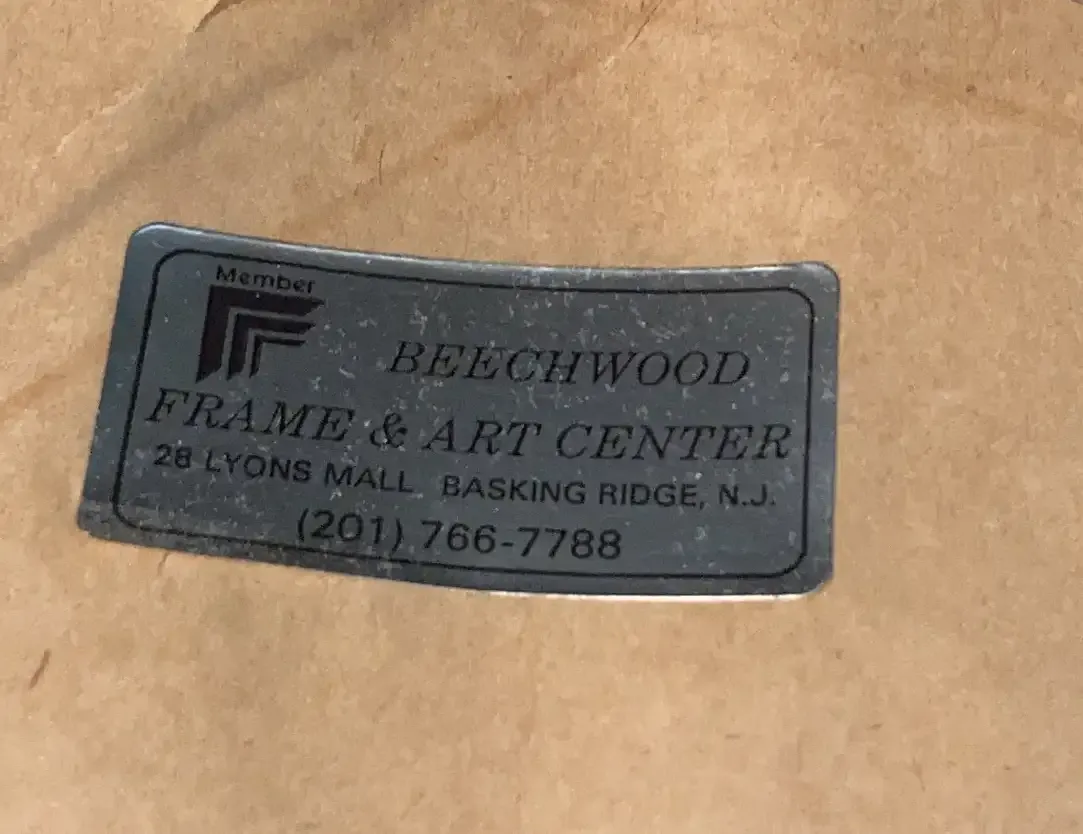 Member
BEECHWOOD
FRAME & ART CENTER
28 LYONS MALL BASKING RIDGE, N.J.
(201) 766-7788